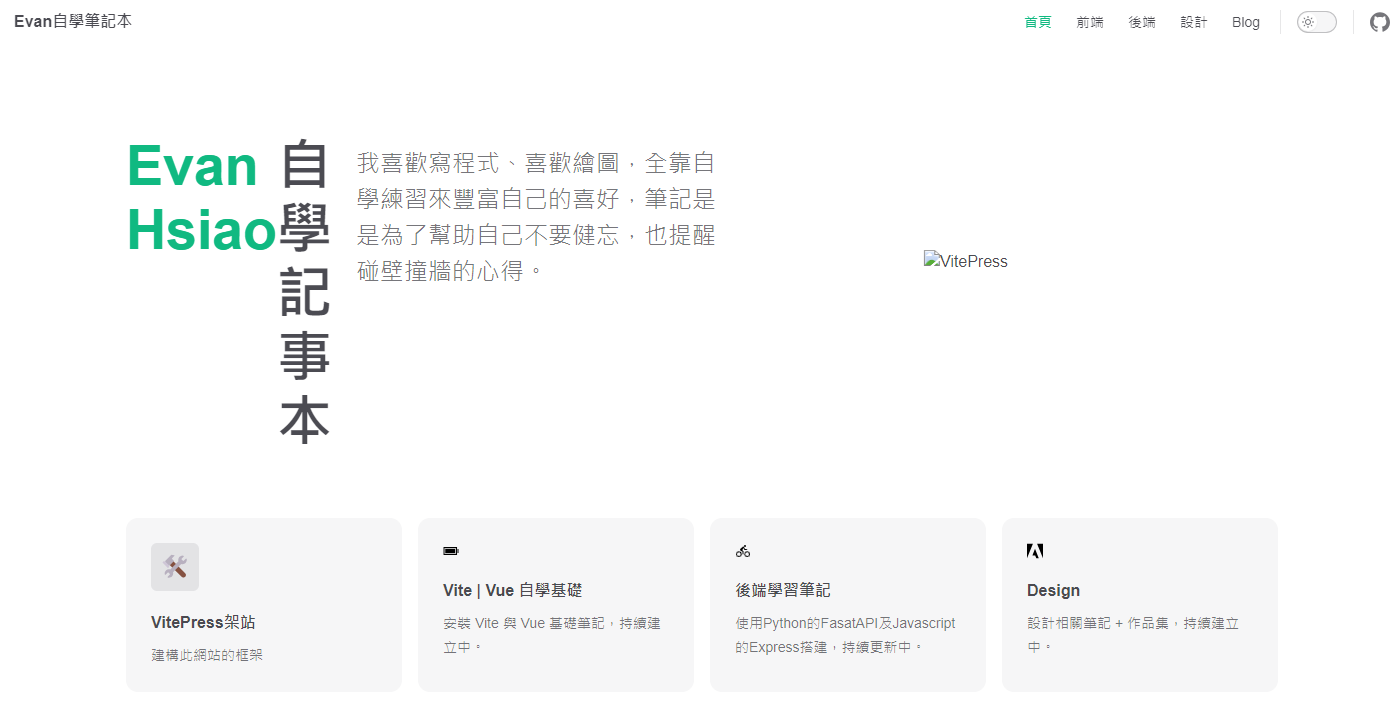 Evan自學筆記本
首頁 前端 後端 設計 Blog
Evan
Hsiao
自
學
記
事
本
我喜歡寫程式、喜歡繪圖，全靠自
學練習來豐富自己的喜好，筆記是
是為了幫助自己不要健忘，也提醒
碰壁撞牆的心得。
VitePress
VitePress架站
建構此網站的框架
Vite | Vue 自學基礎
安裝 Vite 與 Vue 基礎筆記，持續建
立中。
後端學習筆記
使用Python的FasatAPI及Javascript
的Express搭建，持續更新中。
Design
設計相關筆記 + 作品集，持續建立
中。